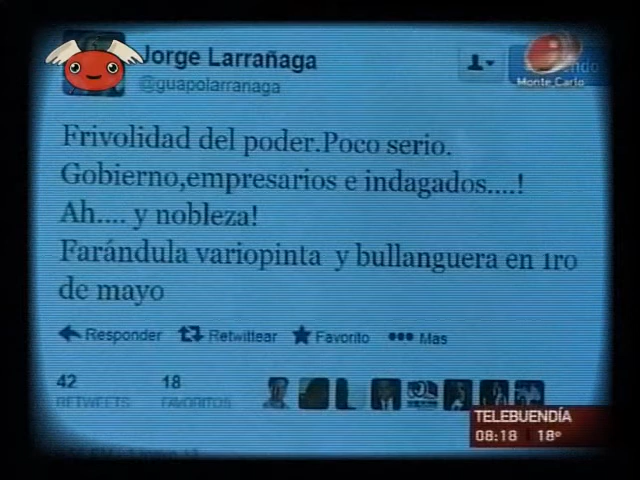 Jorge Larrañaga
@guapolarranaga
Monte Carlo
Frivolidad del poder.Poco serio.
Gobierno,empresarios e indagados....!
Ah.... y nobleza!
Farándula variopinta y bullanguera en 1ro
de mayo
Responder Retwittear Favorito Mas
42 18
RETWEETS FAVORITOS
TELEBUENDÍA
08:18 18º